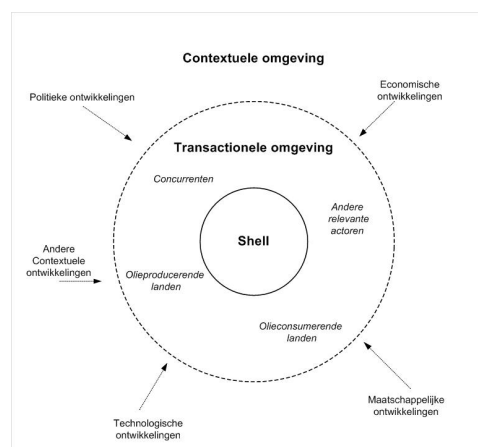 Contextuele omgeving
Politieke ontwikkelingen
Economische
ontwikkelingen
Transactionele omgeving
Concurrenten
Andere
relevante
actoren
Shell
Andere
Contextuele
ontwikkelingen
Olieproducerende
landen
Olieconsumerende
landen
Maatschappelijke
ontwikkelingen
Technologische
ontwikkelingen